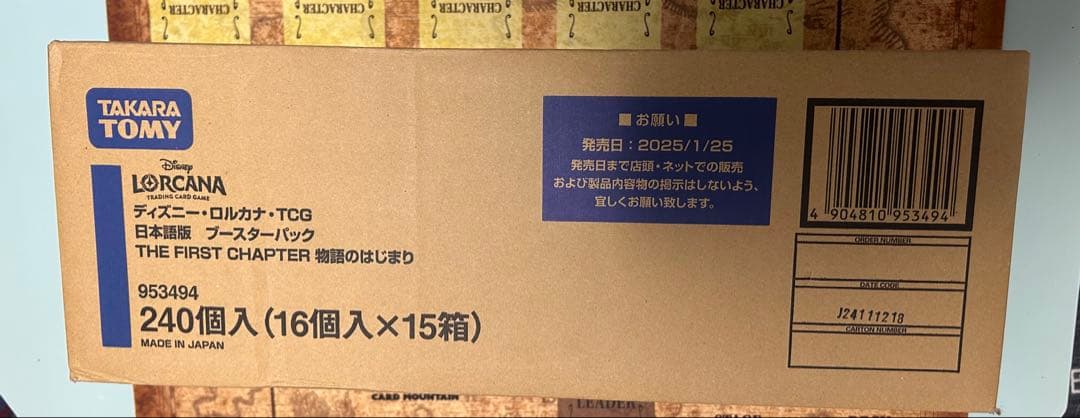 CHARACTER
CHARACTER
CHARACTER
CHARACTER
CHARACTER
TAKARA
TOMY
Disney
LORCANA
TRADING CARD GAME
ディズニー・ロルカナ・TCG
日本語版 ブースターパック
THE FIRST CHAPTER 物語のはじまり
953494
240個入(16個入×15箱)
MADE IN JAPAN
■ お願い ■
発売日:2025/1/25
発売日まで店頭・ネットでの販売
および製品内容物の掲示はしないよう、
宜しくお願い致します。
4 904810 953494
ORDER NUMBER
DATE CODE
J24111218
CARTON NUMBER
CARD MOUNTAIN
LEADER
STAGE